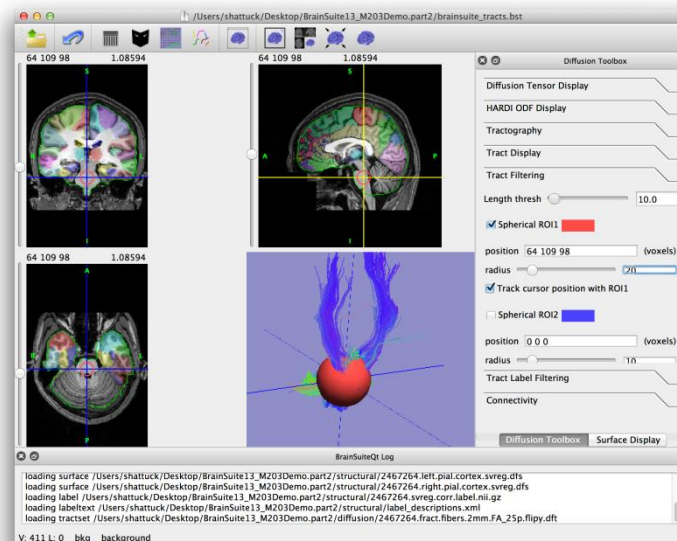 /Users/shattuck/Desktop/BrainSuite13_M203Demo.part2/brainsuite_tracts.bst
64 109 98 1.08594
S
R L
I
64 109 98 1.08594
S
A P
I
64 109 98 1.08594
A
R L
P
Diffusion Toolbox
Diffusion Tensor Display
HARDI ODF Display
Tractography
Tract Display
Tract Filtering
Length thresh 10.0
Spherical ROI1
position 64 109 98 (voxels)
radius 20
Track cursor position with ROI1
Spherical ROI2
position 0 0 0 (voxels)
radius 10
Tract Label Filtering
Connectivity
Diffusion Toolbox Surface Display
BrainSuiteQt Log
loading surface /Users/shattuck/Desktop/BrainSuite13_M203Demo.part2/structural/2467264.left.pial.cortex.svreg.dfs
loading surface /Users/shattuck/Desktop/BrainSuite13_M203Demo.part2/structural/2467264.right.pial.cortex.svreg.dfs
loading label /Users/shattuck/Desktop/BrainSuite13_M203Demo.part2/structural/2467264.svreg.corr.label.nii.gz
loading labeltext /Users/shattuck/Desktop/BrainSuite13_M203Demo.part2/structural/label_descriptions.xml
loading tractset /Users/shattuck/Desktop/BrainSuite13_M203Demo.part2/diffusion/2467264.fract.fibers.2mm.FA_25p.flipy.dft
V: 411 L: 0 bkg background